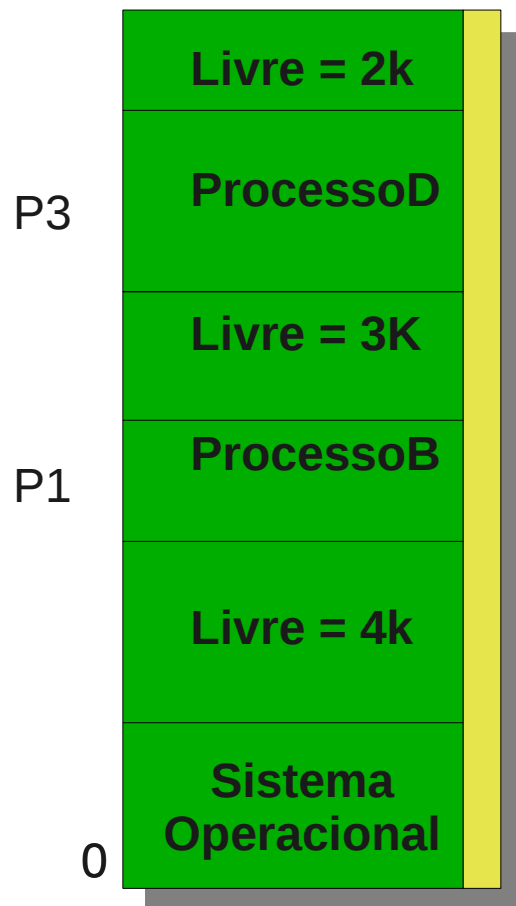 Livre = 2k
ProcessoD
P3
Livre = 3K
ProcessoB
P1
Livre = 4k
Sistema
Operacional
0